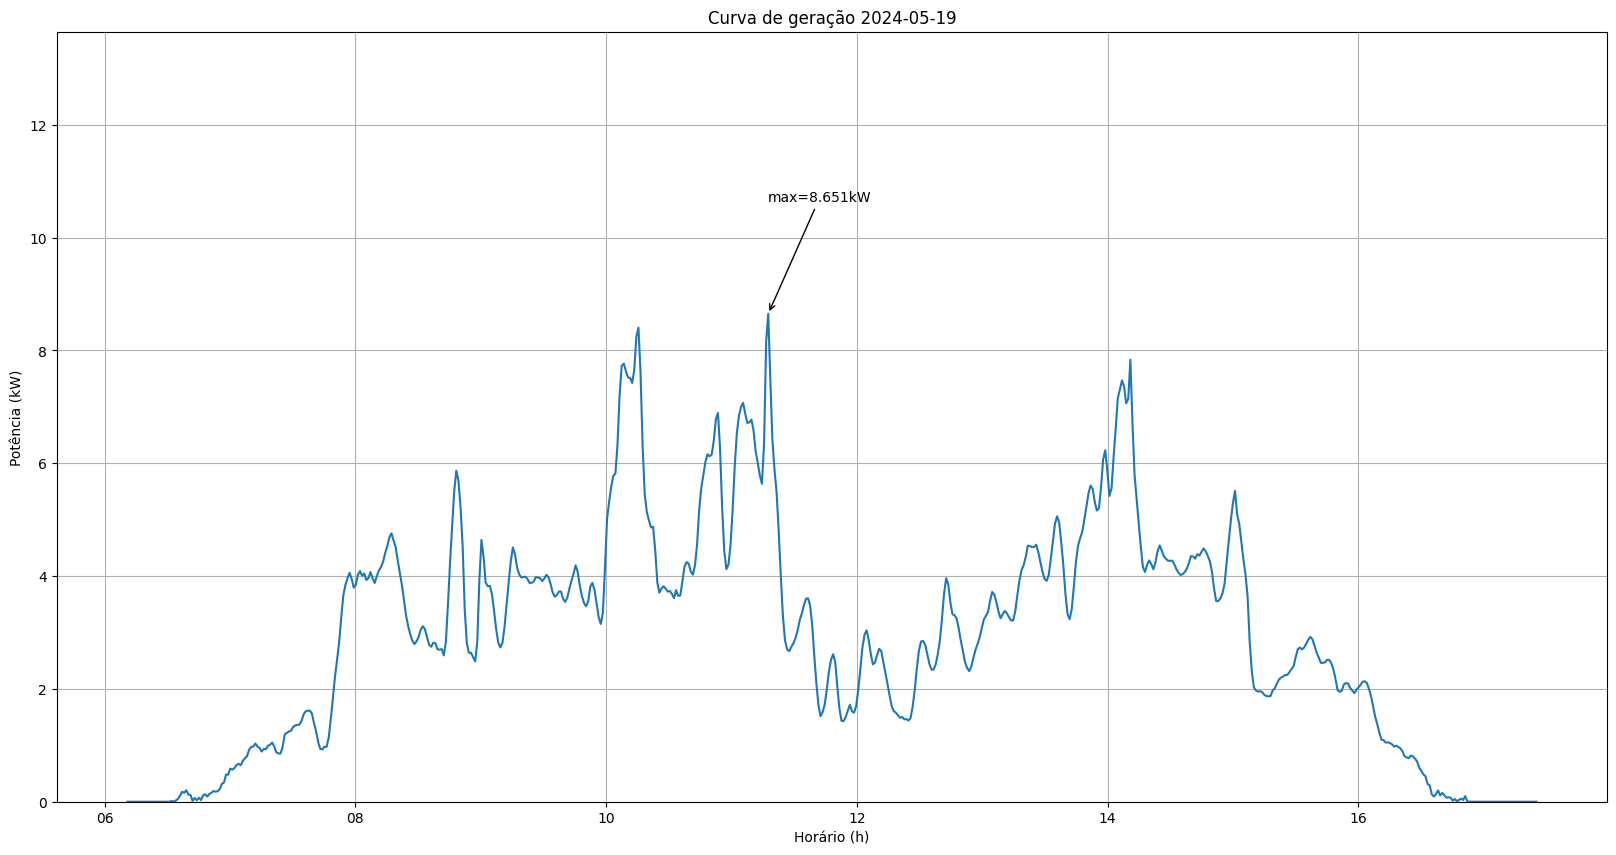 Curva de geração 2024-05-19
Potência (kW)
12
10
8
6
4
2
0
max=8.651kW
06 08 10 12 14 16
Horário (h)